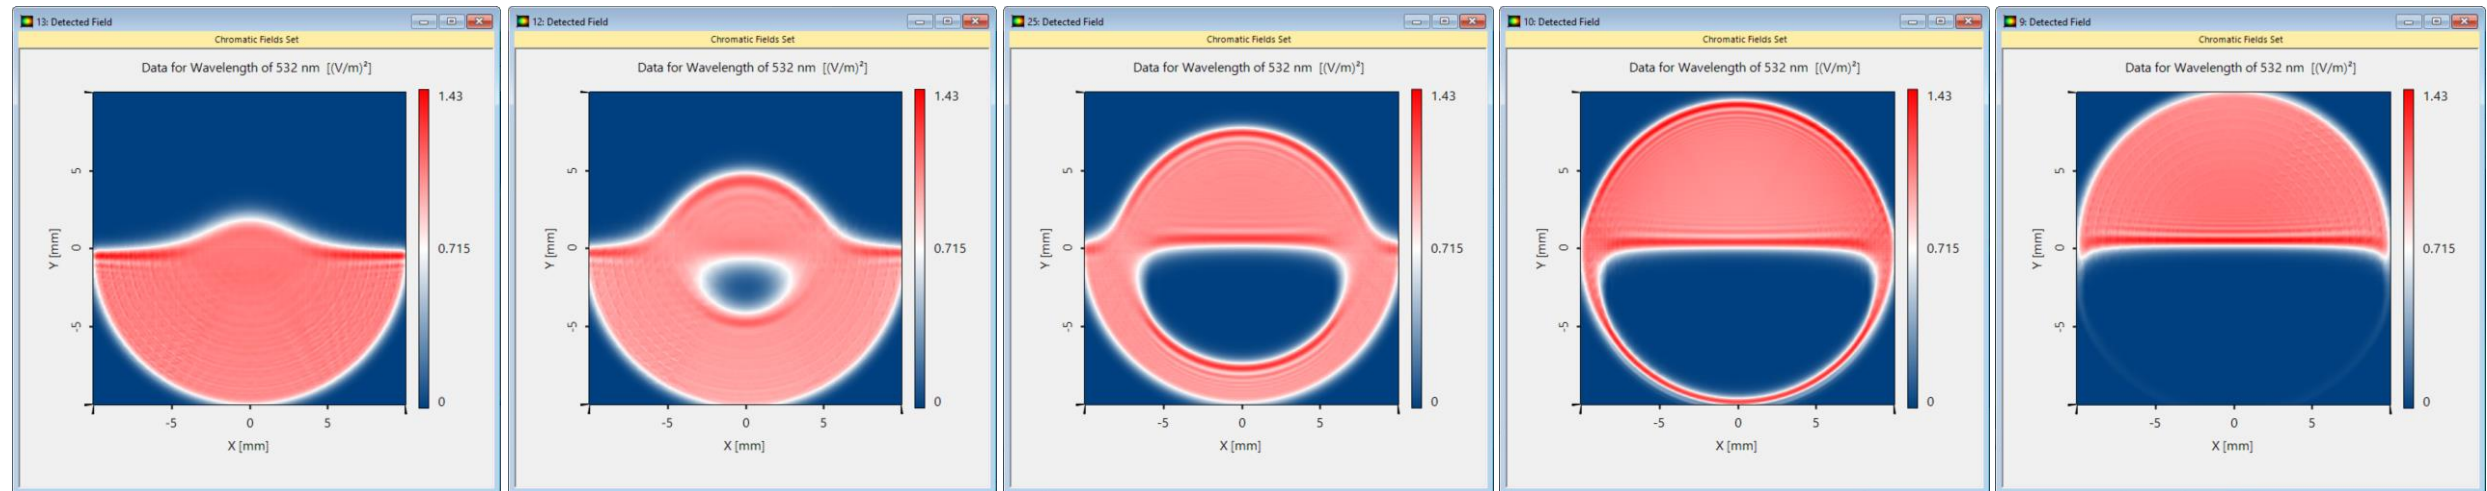 13: Detected Field
Chromatic Fields Set
Data for Wavelength of 532 nm [(V/m)²]
1.43
0.715
0
5
0
-5
Y [mm]
-5 0 5
X [mm]
12: Detected Field
Chromatic Fields Set
Data for Wavelength of 532 nm [(V/m)²]
1.43
0.715
0
5
0
-5
Y [mm]
-5 0 5
X [mm]
25: Detected Field
Chromatic Fields Set
Data for Wavelength of 532 nm [(V/m)²]
1.43
0.715
0
5
0
-5
Y [mm]
-5 0 5
X [mm]
10: Detected Field
Chromatic Fields Set
Data for Wavelength of 532 nm [(V/m)²]
1.43
0.715
0
5
0
-5
Y [mm]
-5 0 5
X [mm]
9: Detected Field
Chromatic Fields Set
Data for Wavelength of 532 nm [(V/m)²]
1.43
0.715
0
5
0
-5
Y [mm]
-5 0 5
X [mm]